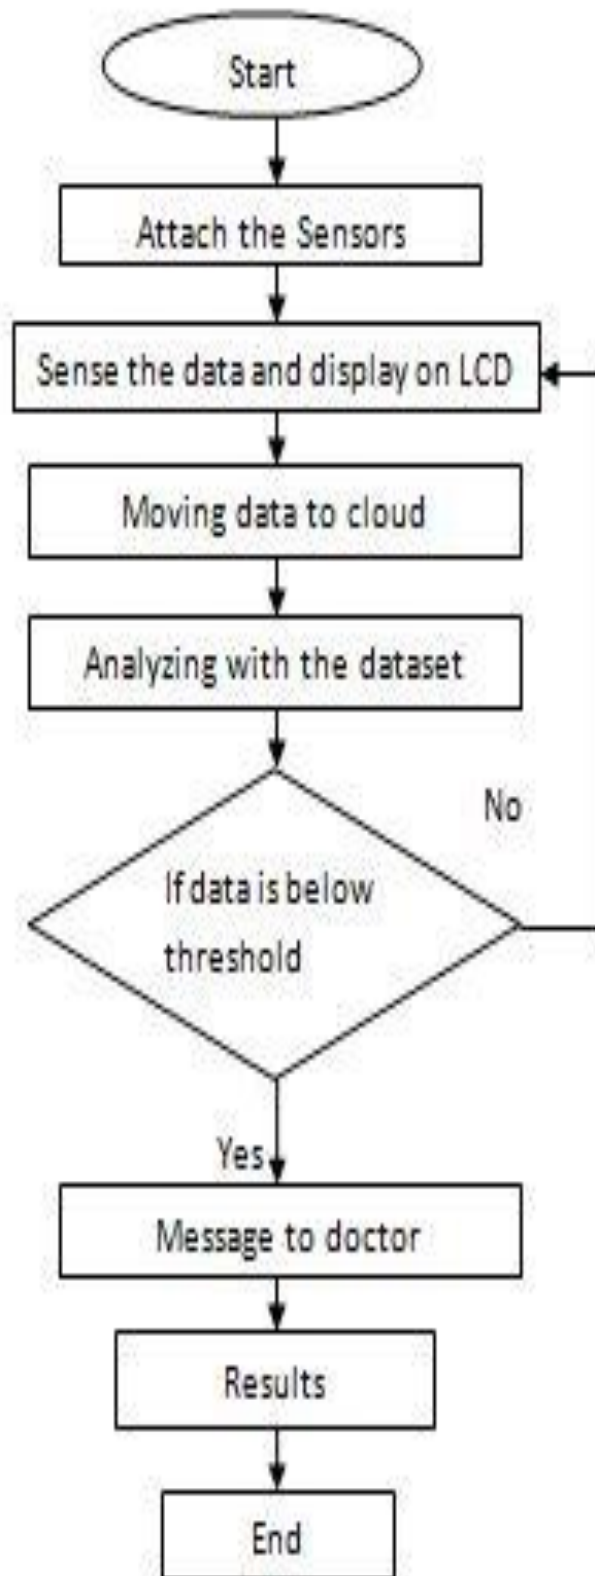 Start
Attach the Sensors
Sense the data and display on LCD
Moving data to cloud
Analyzing with the dataset
No
If data is below
threshold
Yes
Message to doctor
Results
End